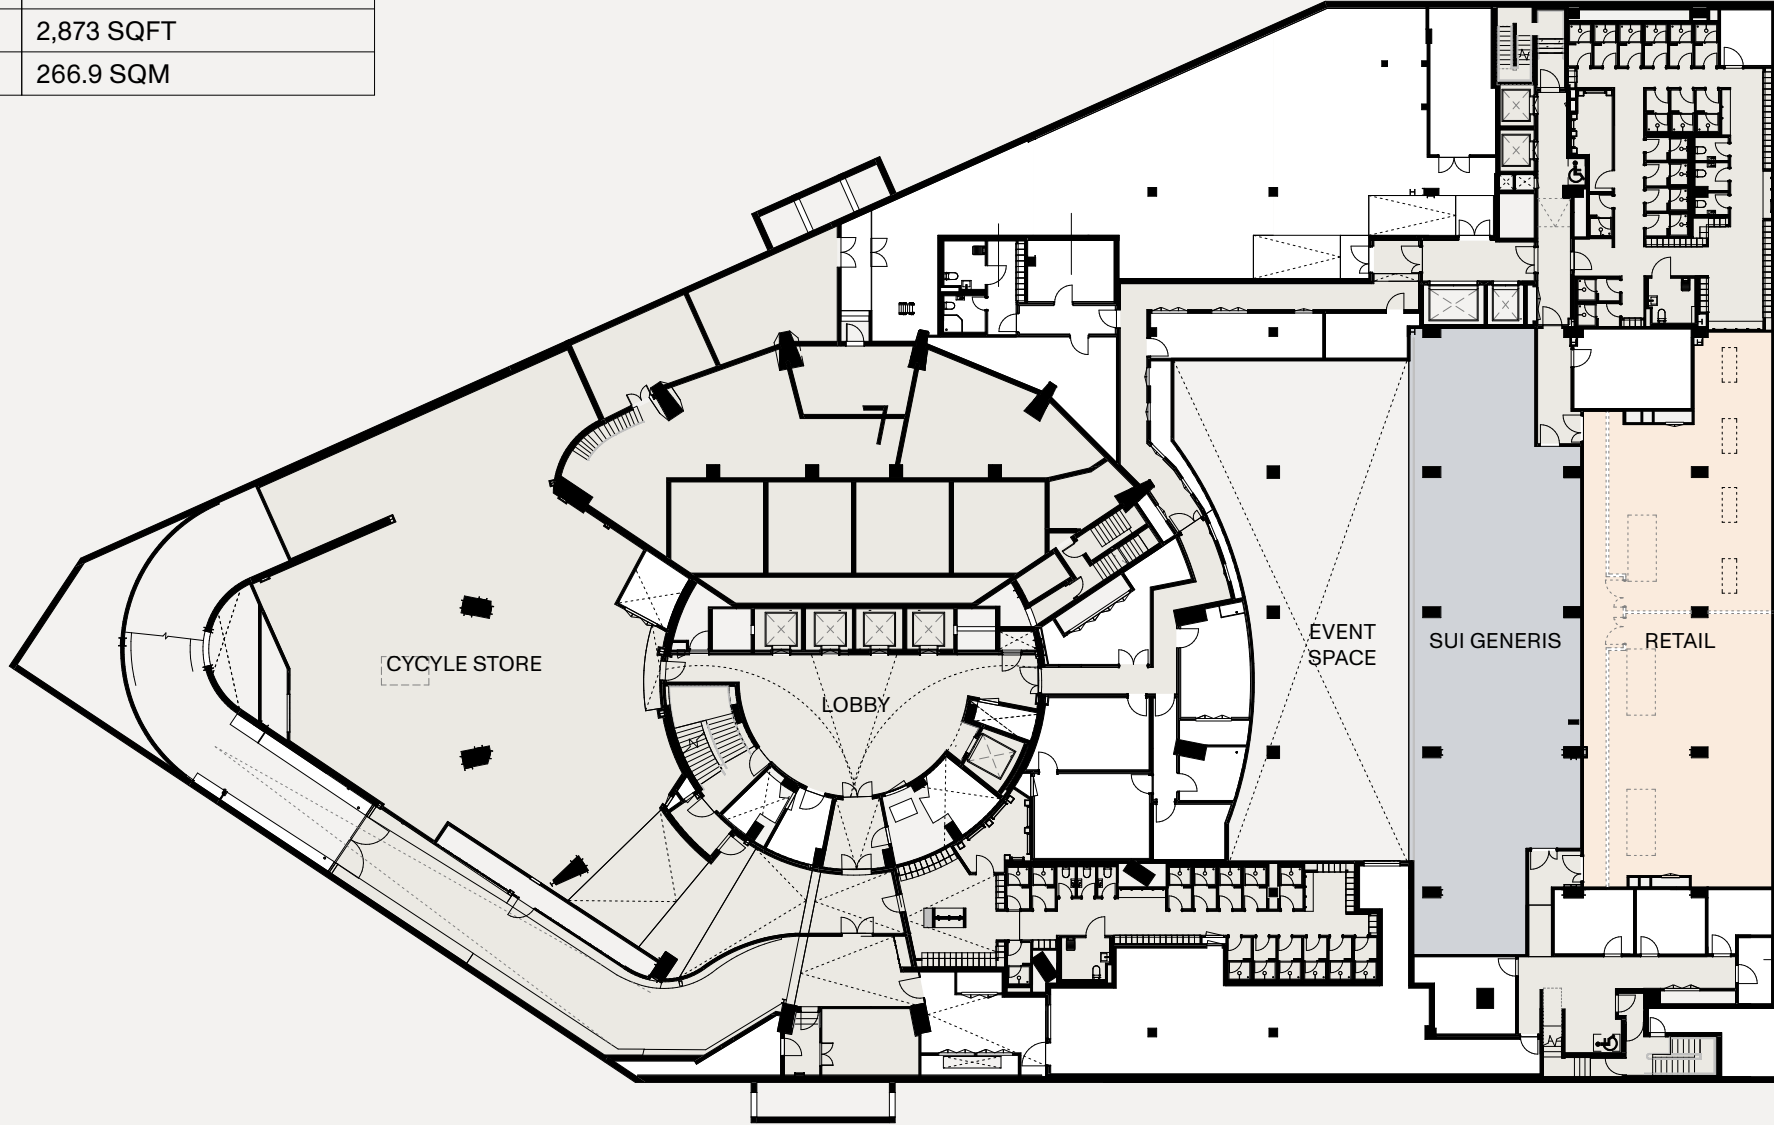 2,873 SQFT
266.9 SQM
EVENT
SPACE
SUI GENERIS
RETAIL
CYCYLE STORE
LOBBY